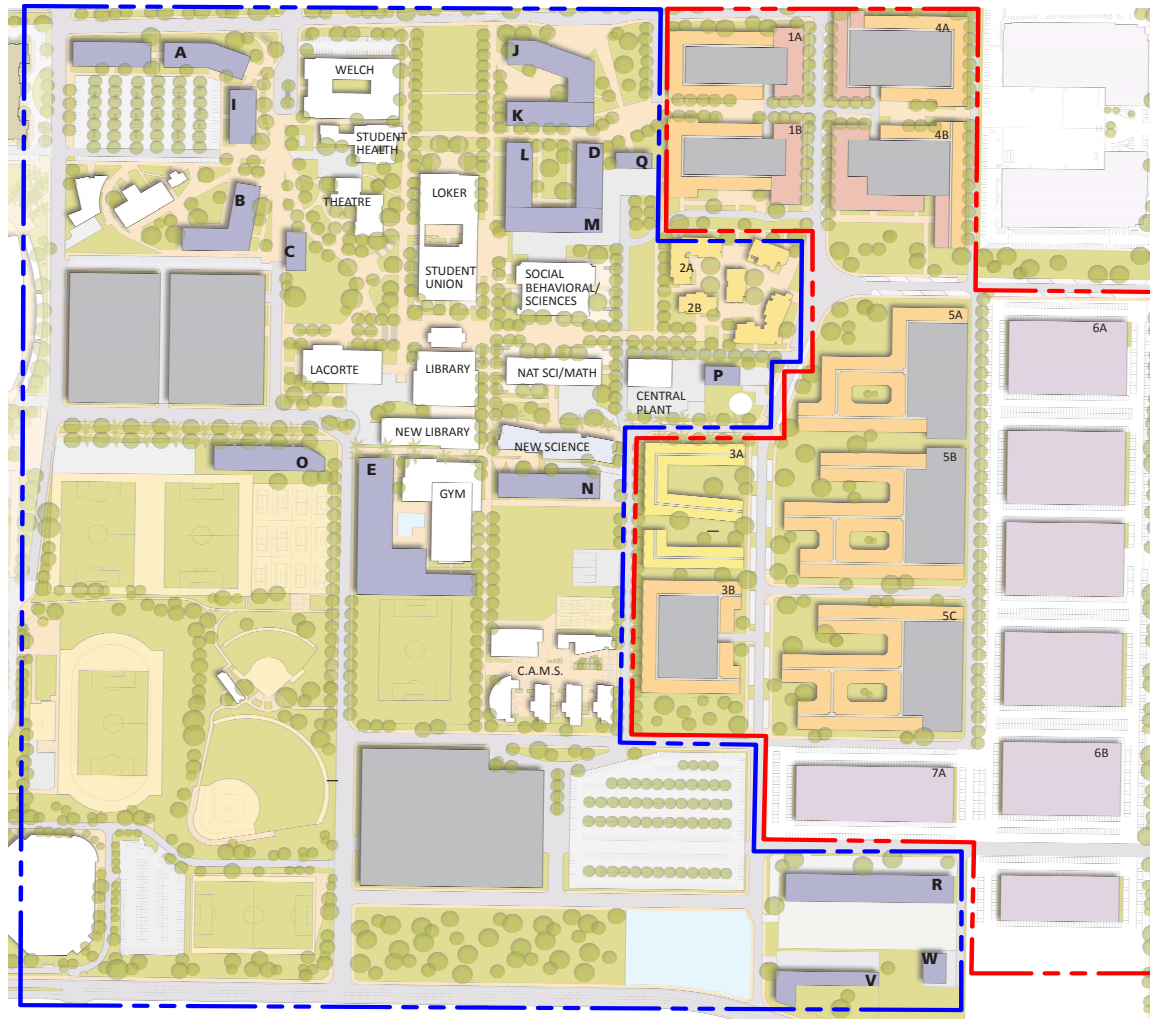 A
J
1A
4A
WELCH
I
K
STUDENT
HEALTH
1B
4B
L
D
Q
B
THEATRE
LOKER
M
C
STUDENT
UNION
SOCIAL
BEHAVIORAL/
SCIENCES
2A
2B
5A
6A
LACORTE
LIBRARY
NAT SCI/MATH
P
CENTRAL
PLANT
NEW LIBRARY
NEW SCIENCE
O
E
GYM
N
3A
5B
3B
5C
C.A.M.S.
7A
6B
R
W
V